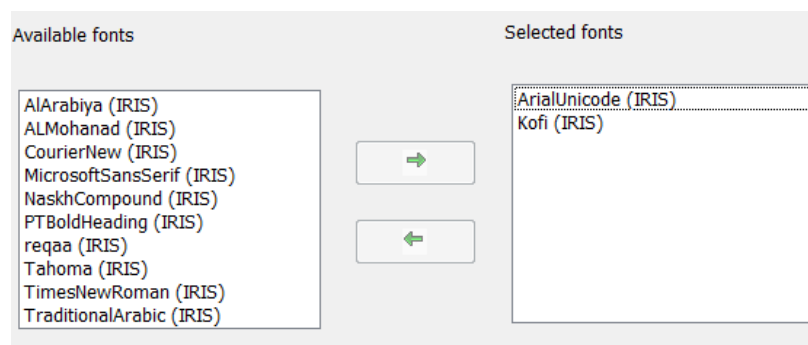 Available fonts
AlArabiya (IRIS)
ALMohanad (IRIS)
CourierNew (IRIS)
MicrosoftSansSerif (IRIS)
NaskhCompound (IRIS)
PTBoldHeading (IRIS)
reqaa (IRIS)
Tahoma (IRIS)
TimesNewRoman (IRIS)
TraditionalArabic (IRIS)
Selected fonts
ArialUnicode (IRIS)
Kofi (IRIS)